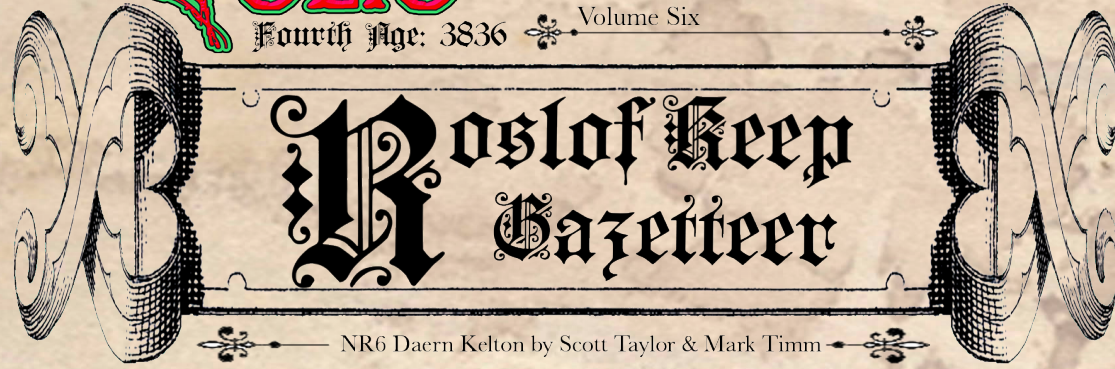 Volume Six
Fourth Age: 3836
Roslof Keep
Gazetteer
NR6 Daern Kelton by Scott Taylor & Mark Timm